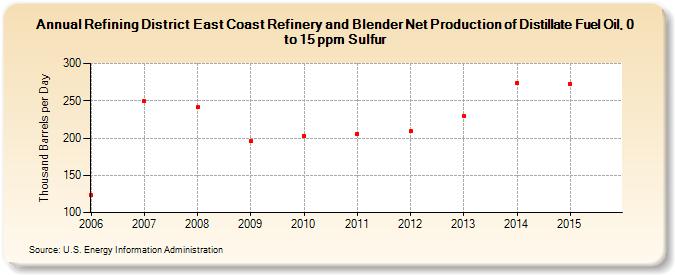 Annual Refining District East Coast Refinery and Blender Net Production of Distillate Fuel Oil, 0
to 15 ppm Sulfur
Thousand Barrels per Day
300
250
200
150
100
2006 2007 2008 2009 2010 2011 2012 2013 2014 2015
Source: U.S. Energy Information Administration